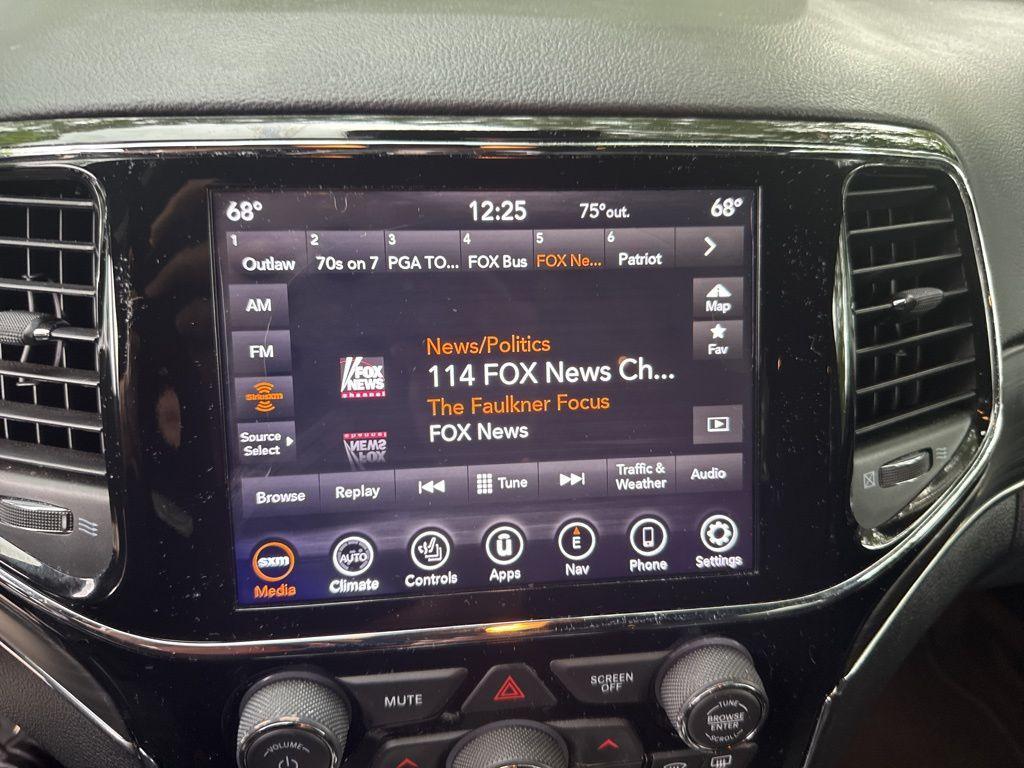 68° 12:25 75°out. 68°
1 2 3 4 5 6
Outlaw 70s on 7 PGA TO... FOX Bus FOX Ne... Patriot
AM
Map
FM
Fav
News/Politics
FOX NEWS channel
114 FOX News Ch...
SiriusXM
The Faulkner Focus
FOX News
Source Select
Browse Replay Tune Traffic & Weather Audio
sxm AUTO ū E
Media Climate Controls Apps Nav Phone Settings
MUTE SCREEN OFF
VOLUME
TUNE
BROWSE
ENTER
SCROLL